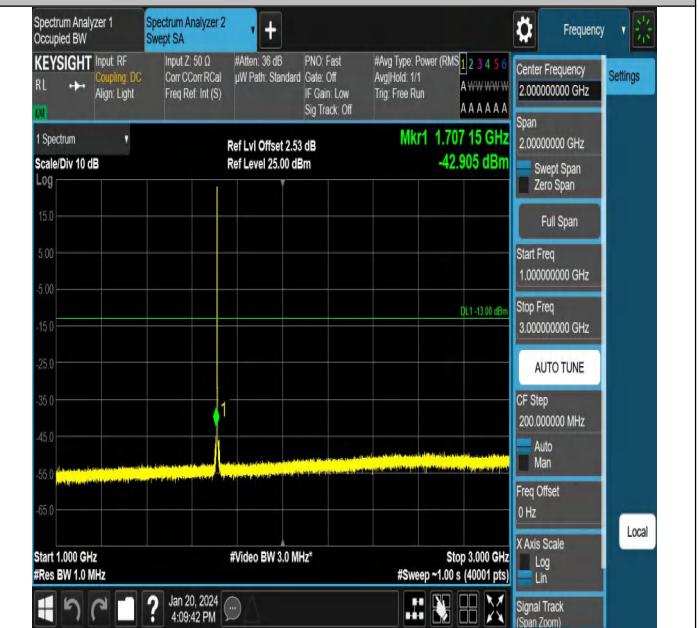 Spectrum Analyzer 1
Occupied BW
Spectrum Analyzer 2
Swept SA
Frequency
KEYSIGHT
RL
Input: RF
Coupling: DC
Align: Light
Input Z: 50 Ω
Corr CCorr RCal
Freq Ref: Int (S)
#Atten: 36 dB
µW Path: Standard
PNO: Fast
Gate: Off
IF Gain: Low
Sig Track: Off
#Avg Type: Power (RMS
Avg|Hold: 1/1
Trig: Free Run
1 2 3 4 5 6
A W W W W W
A A A A A A
1 Spectrum
Scale/Div 10 dB
Log
Ref Lvl Offset 2.53 dB
Ref Level 25.00 dBm
Mkr1 1.707 15 GHz
-42.905 dBm
15.0
5.00
-5.00
-15.0
-25.0
-35.0
-45.0
-55.0
-65.0
DL1 -13.00 dBm
1
Start 1.000 GHz
#Res BW 1.0 MHz
#Video BW 3.0 MHz*
Stop 3.000 GHz
#Sweep ~1.00 s (40001 pts)
Center Frequency
2.00000000 GHz
Settings
Span
2.00000000 GHz
Swept Span
Zero Span
Full Span
Start Freq
1.000000000 GHz
Stop Freq
3.000000000 GHz
AUTO TUNE
CF Step
200.000000 MHz
Auto
Man
Freq Offset
0 Hz
X Axis Scale
Log
Lin
Local
Signal Track
(Span Zoom)
?
Jan 20, 2024
4:09:42 PM